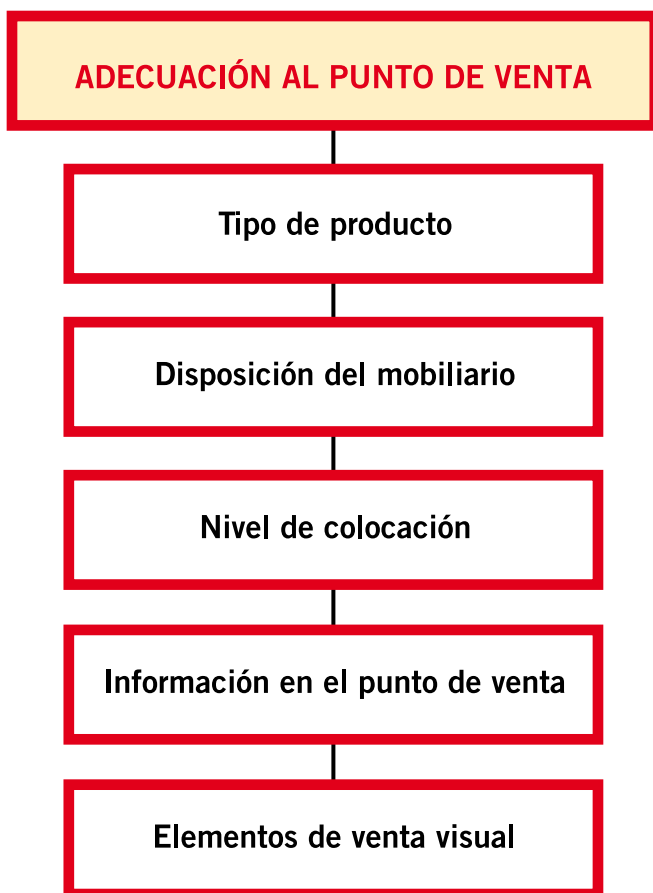 ADECUACIÓN AL PUNTO DE VENTA
Tipo de producto
Disposición del mobiliario
Nivel de colocación
Información en el punto de venta
Elementos de venta visual